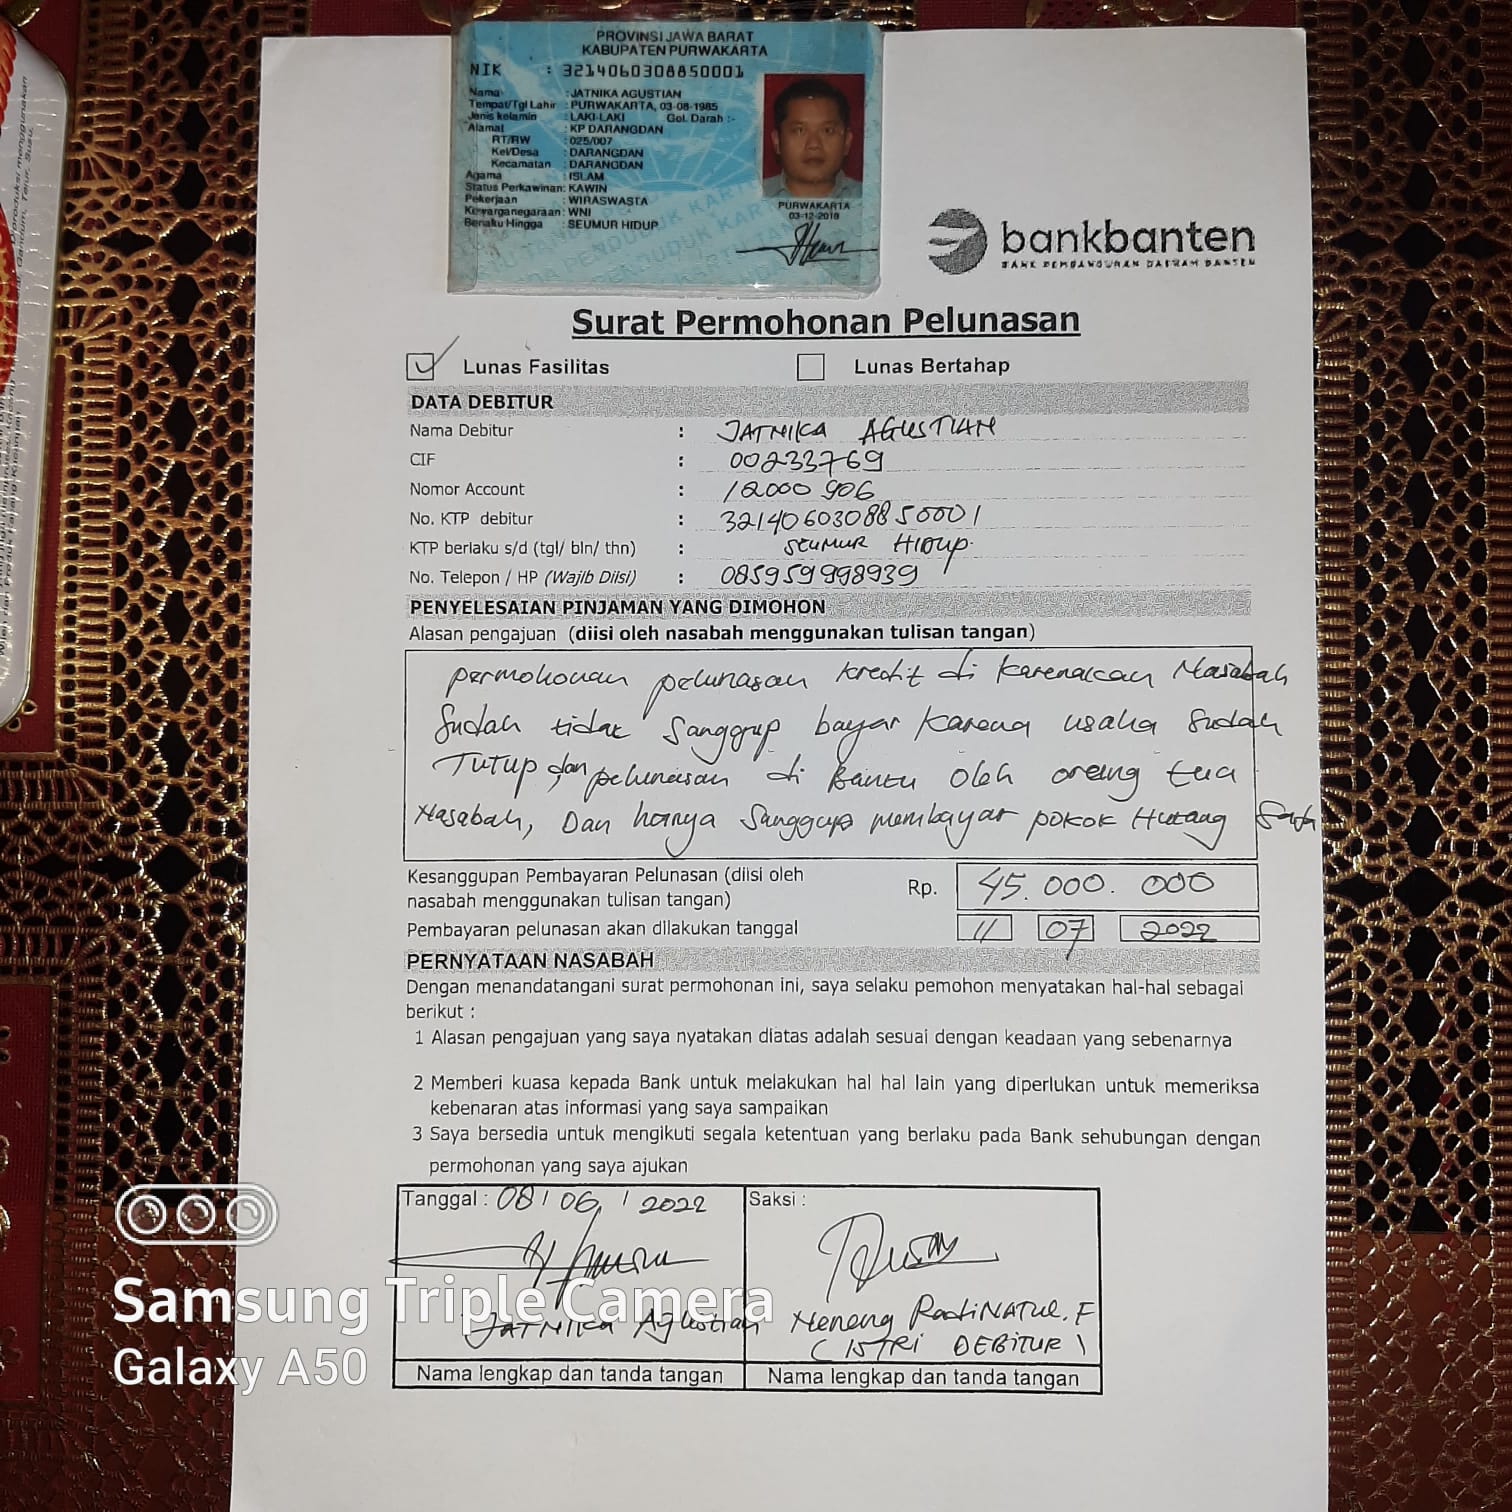 PROVINSI JAWA BARAT
KABUPATEN PURWAKARTA
NIK : 3214060308850001
Nama : JATNIKA AGUSTIAN
Tempat/Tgl Lahir : PURWAKARTA, 03-08-1985
Jenis kelamin : LAKI-LAKI Gol. Darah :-
Alamat : KP DARANGDAN
RT/RW : 025/007
Kel/Desa : DARANGDAN
Kecamatan : DARANGDAN
Agama : ISLAM
Status Perkawinan: KAWIN
Pekerjaan : WIRASWASTA
Kewarganegaraan: WNI
Berlaku Hingga : SEUMUR HIDUP
PURWAKARTA
03-12-2018
bankbanten
BANK PEMBANGUNAN DAERAH BANTEN
Surat Permohonan Pelunasan
Lunas Fasilitas Lunas Bertahap
DATA DEBITUR
Nama Debitur : JATNIKA AGUSTIAN
CIF : 00233769
Nomor Account : 12000 906
No. KTP debitur : 3214060308850001
KTP berlaku s/d (tgl/ bln/ thn) : SEUMUR HIDUP
No. Telepon / HP (Wajib Diisi) : 085959998939
PENYELESAIAN PINJAMAN YANG DIMOHON
Alasan pengajuan (diisi oleh nasabah menggunakan tulisan tangan)
permohonan pelunasan kredit di karenakan Nasabah
Sudah tidak Sanggup bayar karena usaha Sudah
Tutup dan pelunasan di Bantu oleh orang tua
Nasabah, Dan hanya Sanggup membayar pokok Hutang Saja
Kesanggupan Pembayaran Pelunasan (diisi oleh
nasabah menggunakan tulisan tangan) Rp. 45.000.000
Pembayaran pelunasan akan dilakukan tanggal 11 07 2022
PERNYATAAN NASABAH
Dengan menandatangani surat permohonan ini, saya selaku pemohon menyatakan hal-hal sebagai
berikut :
1 Alasan pengajuan yang saya nyatakan diatas adalah sesuai dengan keadaan yang sebenarnya
2 Memberi kuasa kepada Bank untuk melakukan hal hal lain yang diperlukan untuk memeriksa
kebenaran atas informasi yang saya sampaikan
3 Saya bersedia untuk mengikuti segala ketentuan yang berlaku pada Bank sehubungan dengan
permohonan yang saya ajukan
Tanggal : 08 / 06 / 2022 Saksi :
JATNIKA Agustian Neneng RatiNATUL.F
( ISTRI DEBITUR )
Nama lengkap dan tanda tangan Nama lengkap dan tanda tangan
Samsung Triple Camera
Galaxy A50